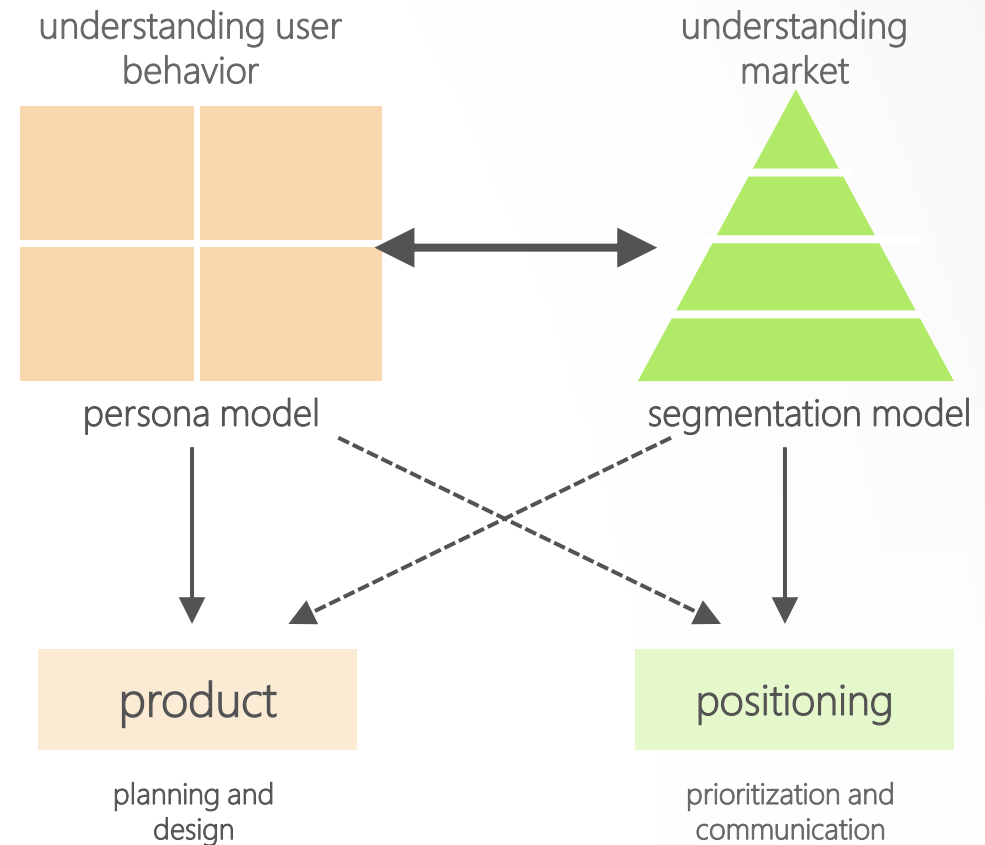 understanding user
behavior
understanding
market
persona model
segmentation model
product
positioning
planning and
design
prioritization and
communication